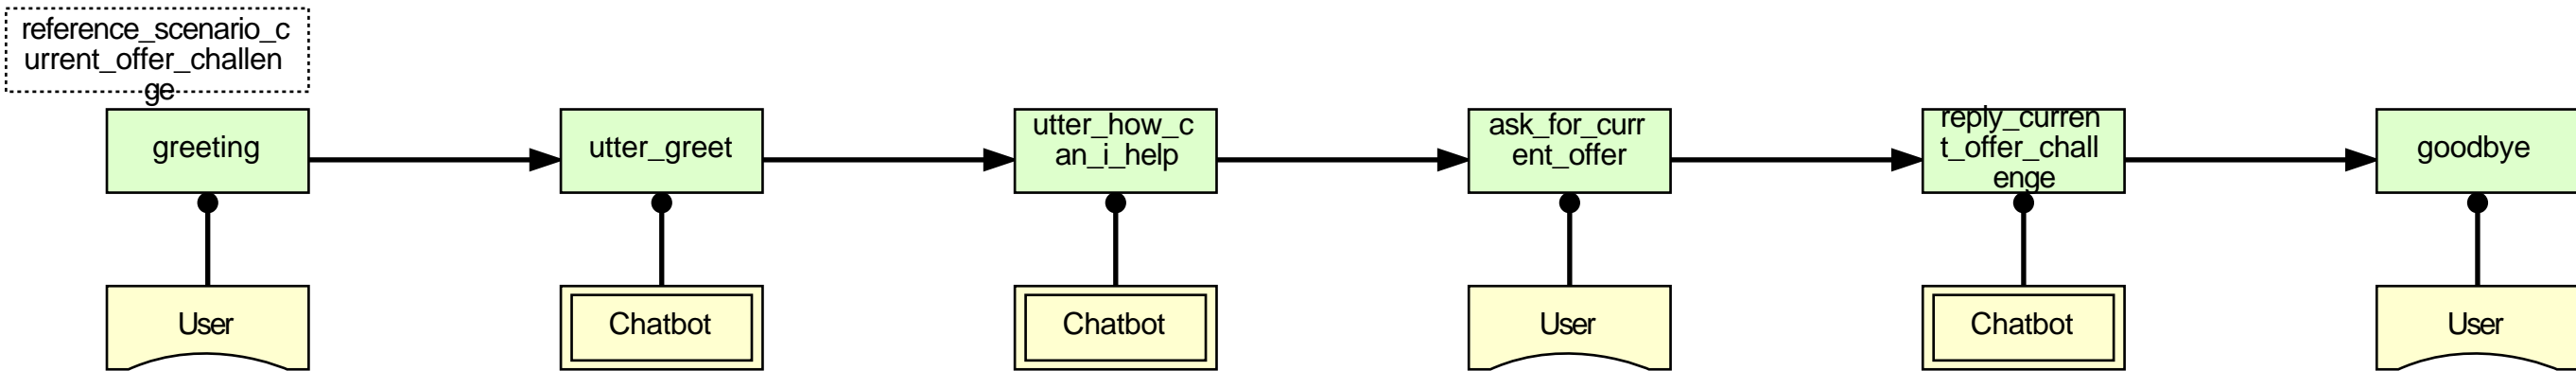 reference_scenario_c
urrent_offer_challen
ge
greeting
utter_greet
utter_how_c
an_i_help
ask_for_curr
ent_offer
reply_curren
t_offer_chall
enge
goodbye
User
Chatbot
Chatbot
User
Chatbot
User